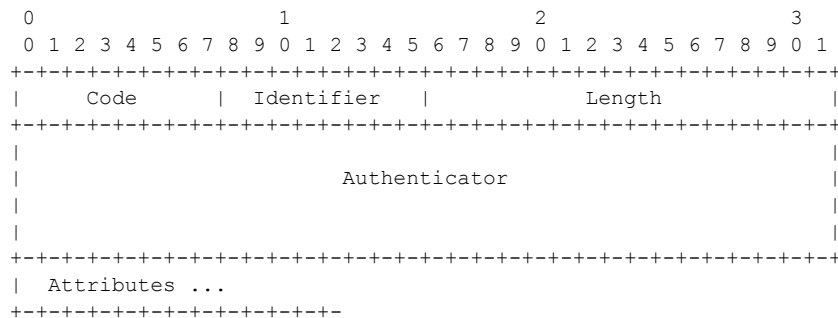 0                   1                   2                   3
 0 1 2 3 4 5 6 7 8 9 0 1 2 3 4 5 6 7 8 9 0 1 2 3 4 5 6 7 8 9 0 1
+-+-+-+-+-+-+-+-+-+-+-+-+-+-+-+-+-+-+-+-+-+-+-+-+-+-+-+-+-+-+-+-+
|     Code      |  Identifier   |            Length             |
+-+-+-+-+-+-+-+-+-+-+-+-+-+-+-+-+-+-+-+-+-+-+-+-+-+-+-+-+-+-+-+-+
|                                                               |
|                         Authenticator                         |
|                                                               |
|                                                               |
+-+-+-+-+-+-+-+-+-+-+-+-+-+-+-+-+-+-+-+-+-+-+-+-+-+-+-+-+-+-+-+-+
|  Attributes ...
+-+-+-+-+-+-+-+-+-+-+-+-+-